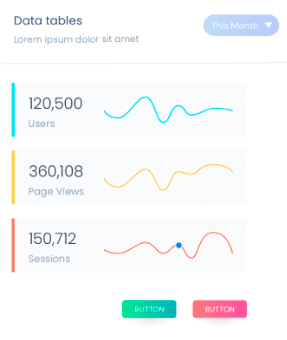 Data tables
This Month
Lorem ipsum dolor sit amet
120,500
Users
360,108
Page Views
150,712
Sessions
BUTTON
BUTTON